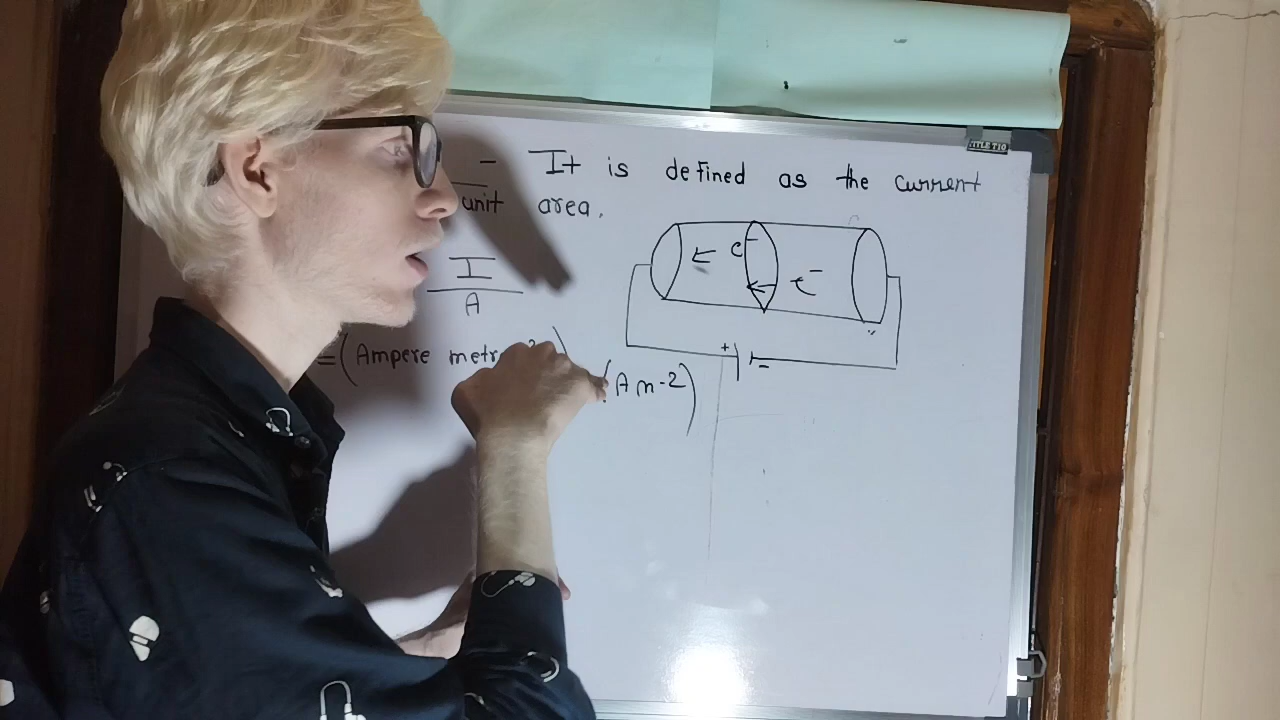 - It is defined as the current
unit area.
I
A
e-
e-
=(Ampere metr
(A m-2)
+
-